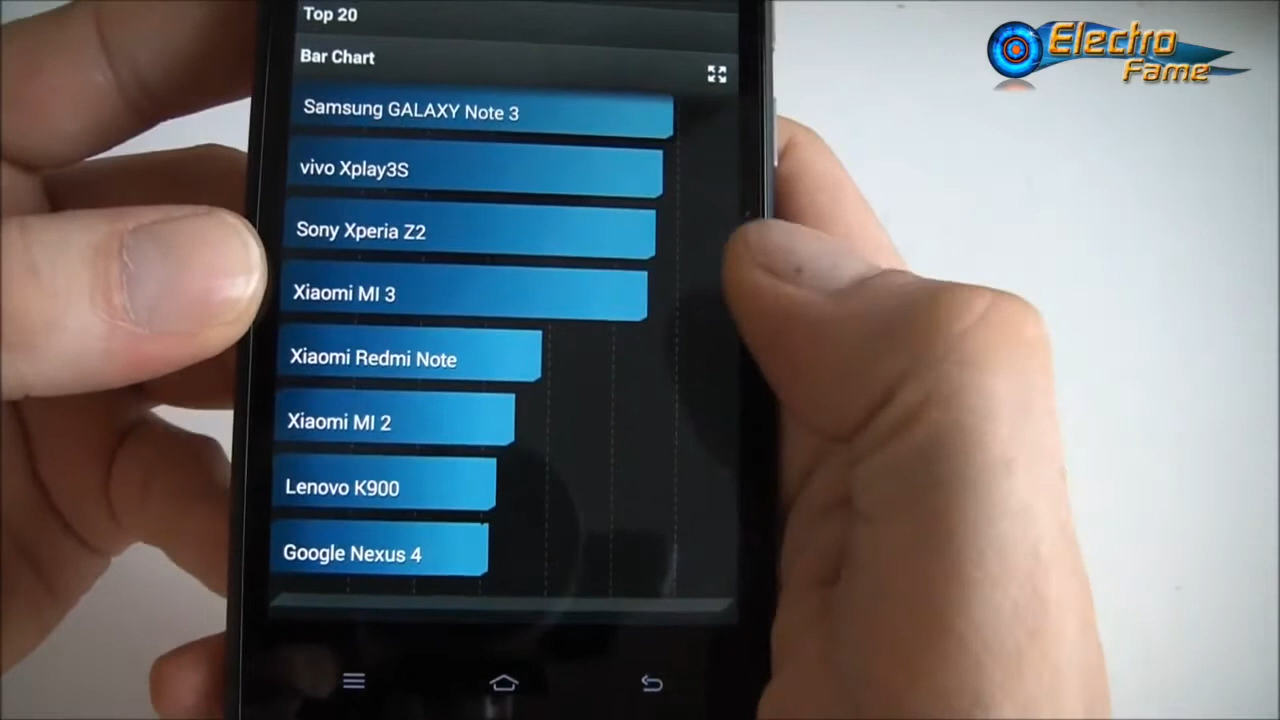 Top 20
Bar Chart
Samsung GALAXY Note 3
vivo Xplay3S
Sony Xperia Z2
Xiaomi MI 3
Xiaomi Redmi Note
Xiaomi MI 2
Lenovo K900
Google Nexus 4
Electro
Fame